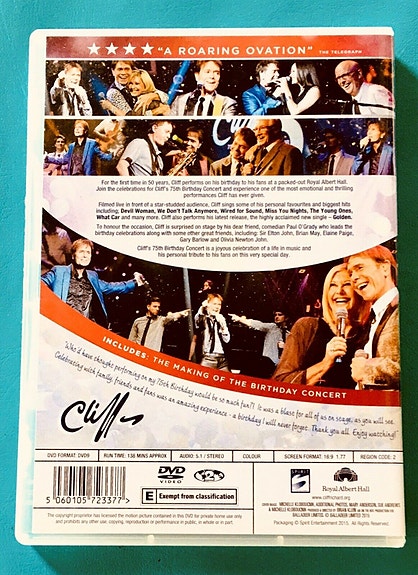 ★★★★ "A ROARING OVATION" THE TELEGRAPH
For the first time in 50 years, Cliff performs on his birthday to his fans at a packed-out Royal Albert Hall.
Join the celebrations for Cliff's 75th Birthday Concert and experience one of the most emotional and thrilling
performances Cliff has ever given.
Filmed live in front of a star-studded audience, Cliff sings some of his personal favourites and biggest hits
including, Devil Woman, We Don't Talk Anymore, Wired for Sound, Miss You Nights, The Young Ones,
What Car and many more. Cliff also performs his latest release, the highly acclaimed new single – Golden.
To honour the occasion, Cliff is surprised on stage by his dear friend, comedian Paul O'Grady who leads the
birthday celebrations along with some other great friends, including: Sir Elton John, Brian May, Elaine Paige,
Gary Barlow and Olivia Newton John.
Cliff's 75th Birthday Concert is a joyous celebration of a life in music and
his personal tribute to his fans on this very special day.
INCLUDES: THE MAKING OF THE BIRTHDAY CONCERT
Who'd have thought performing on my 75th Birthday would be so much fun?! It was a blast for all of us on stage, as you will see.
Celebrating with family, friends and fans was an amazing experience - a birthday I will never forget. Thank you all. Enjoy watching!
Cliff
DVD FORMAT: DVD9 RUN TIME: 136 MINS APPROX AUDIO: 5.1 / STEREO COLOUR SCREEN FORMAT: 16:9 1.77 REGION CODE: 2
5 060105 723377 >
DVD VIDEO
2
E Exempt from classification
SPIRIT
Royal Albert Hall
www.cliffrichard.org
The copyright proprietor has licensed the motion picture contained in this DVD for private home use only
and prohibits any other use, copying, reproduction or performance in public, in whole or in part.
Packaging © Spirit Entertainment 2015. All Rights Reserved.